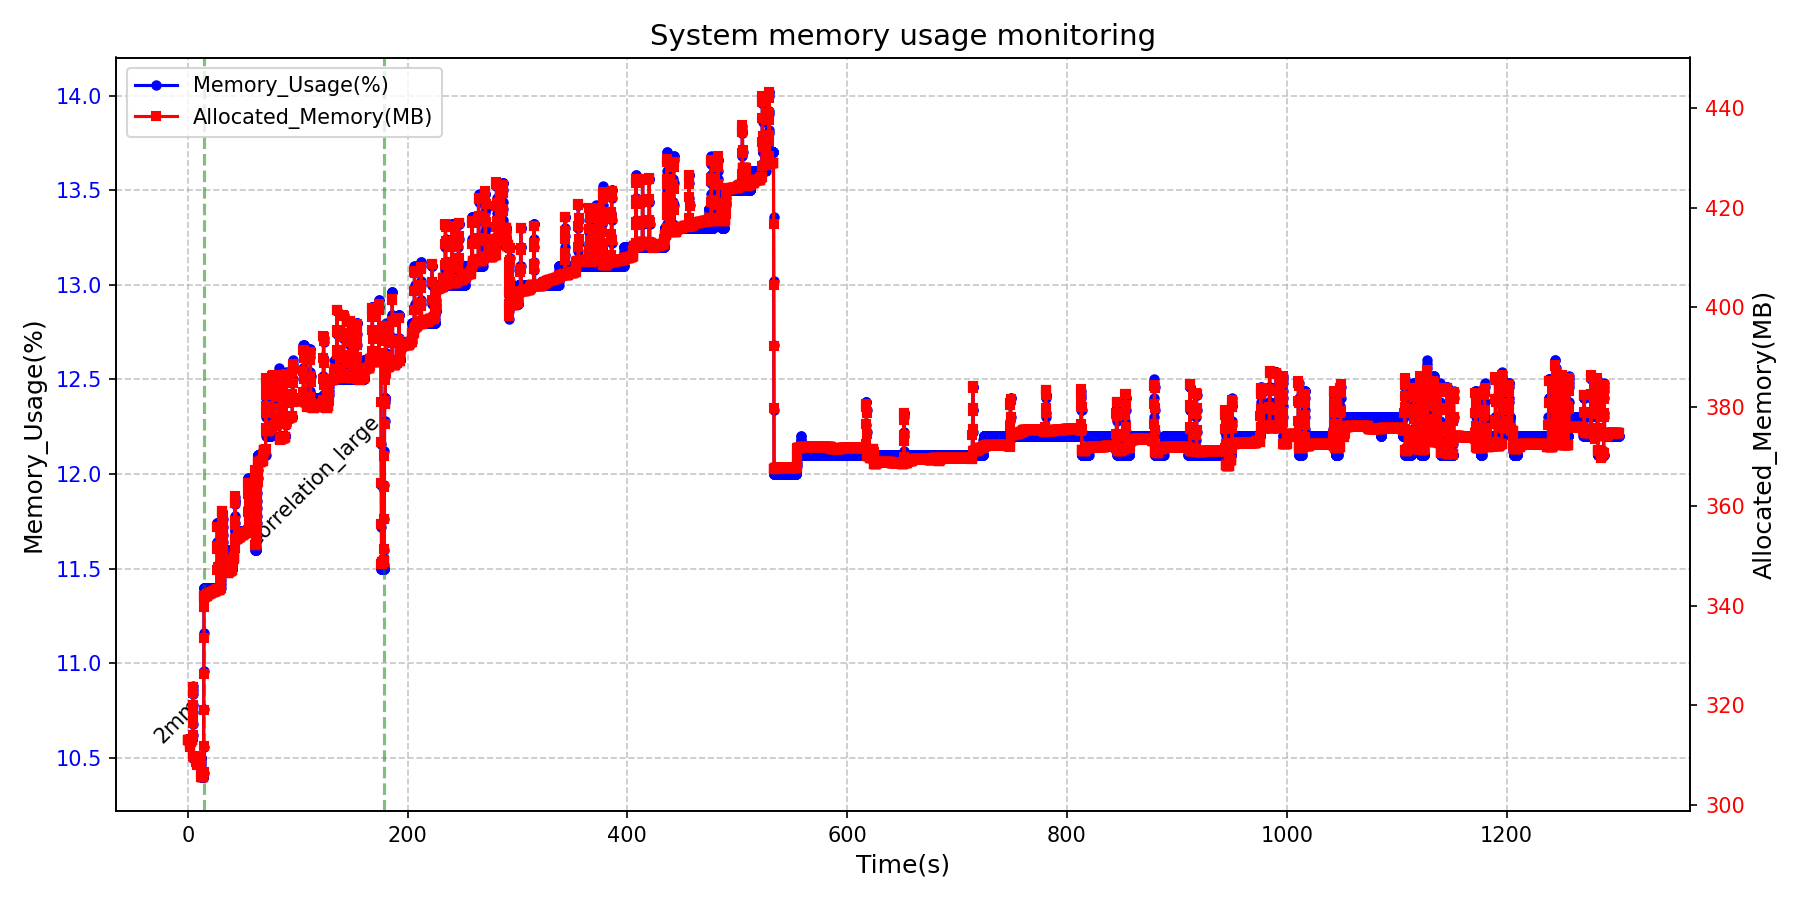 System memory usage monitoring
Memory_Usage(%)
Allocated_Memory(MB)
14.0
13.5
13.0
12.5
12.0
11.5
11.0
10.5
Memory_Usage(%)
440
420
400
380
360
340
320
300
Allocated_Memory(MB)
2mm
correlation_large
0 200 400 600 800 1000 1200
Time(s)